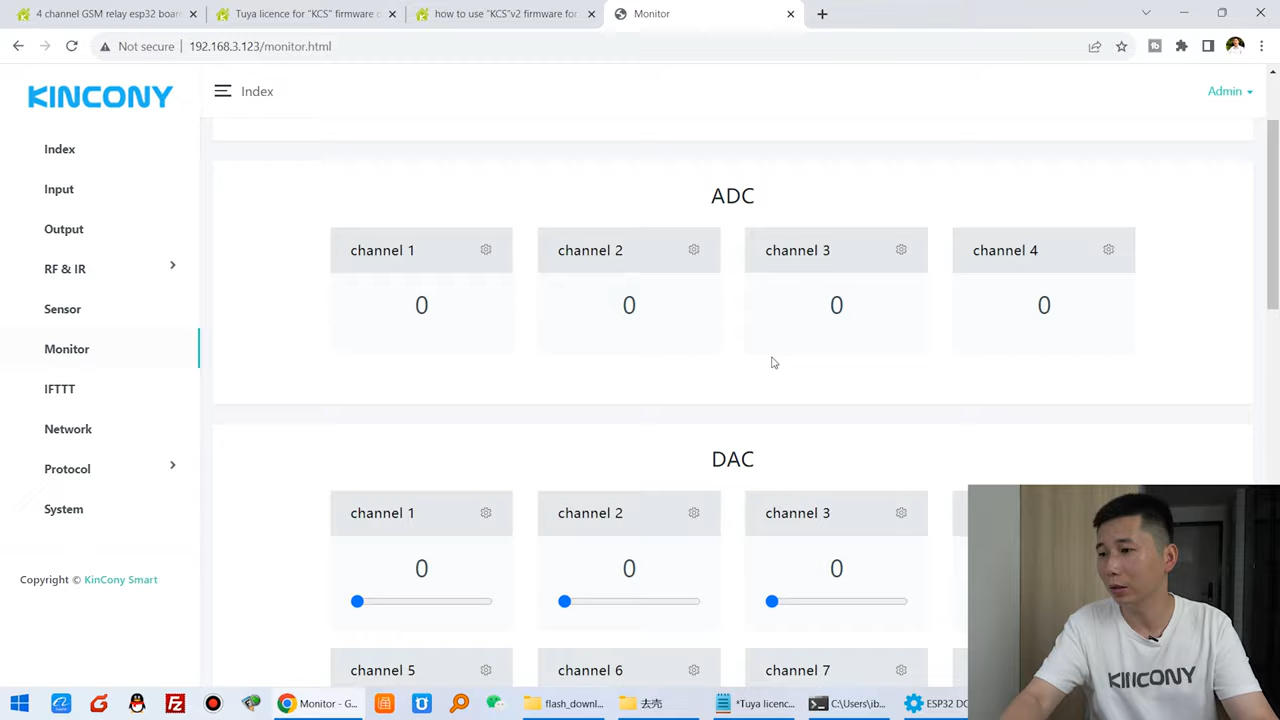 4 channel GSM relay esp32 boar
Tuya licence for “KCS” firmware o
how to use “KCS”v2 firmware for
Monitor
Not secure
192.168.3.123/monitor.html
KINCONY
Index
Admin
Index
Input
Output
RF & IR
Sensor
Monitor
IFTTT
Network
Protocol
System
Copyright © KinCony Smart
ADC
channel 1
channel 2
channel 3
channel 4
0
0
0
0
DAC
channel 1
channel 2
channel 3
0
0
0
channel 5
channel 6
channel 7
KINCONY
Monitor - G...
flash_downl...
去壳
*Tuya licenc...
C:\Users\ib...
ESP32 DO